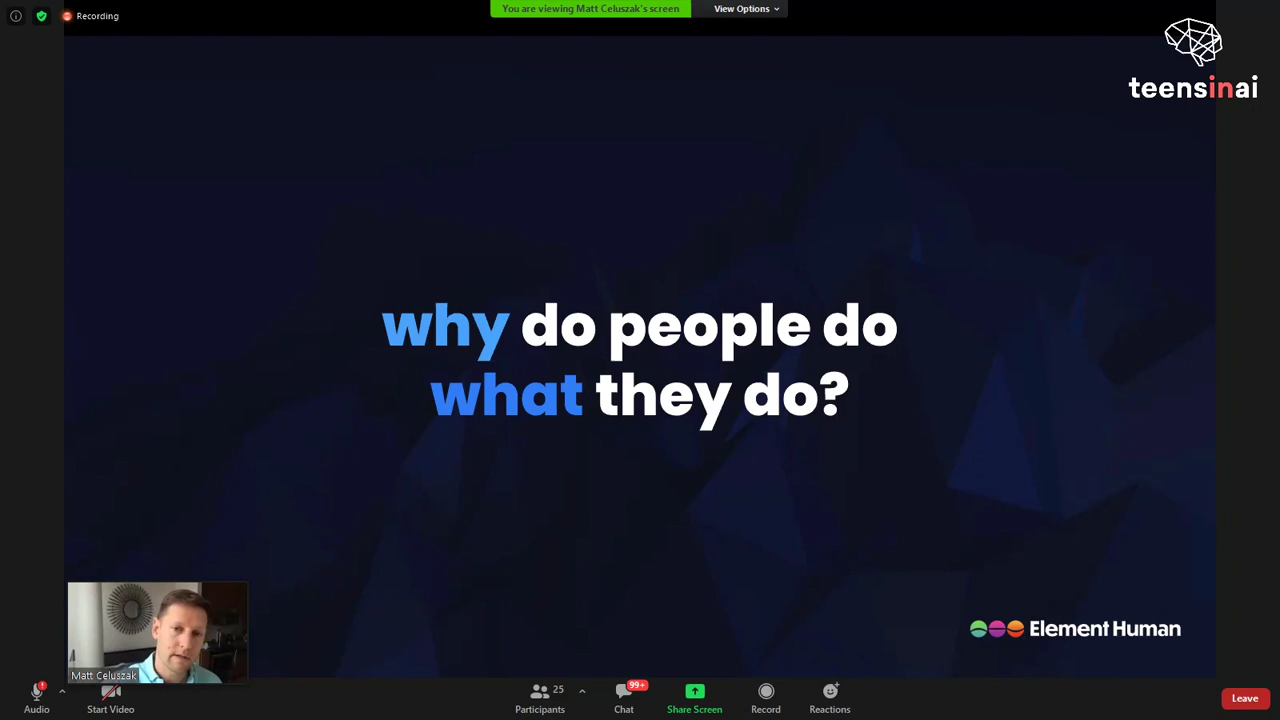 Recording
You are viewing Matt Celuszak's screen
View Options
teensinai
why do people do
what they do?
Element Human
Matt Celuszak
Audio
Start Video
25
Participants
99+
Chat
Share Screen
Record
Reactions
Leave